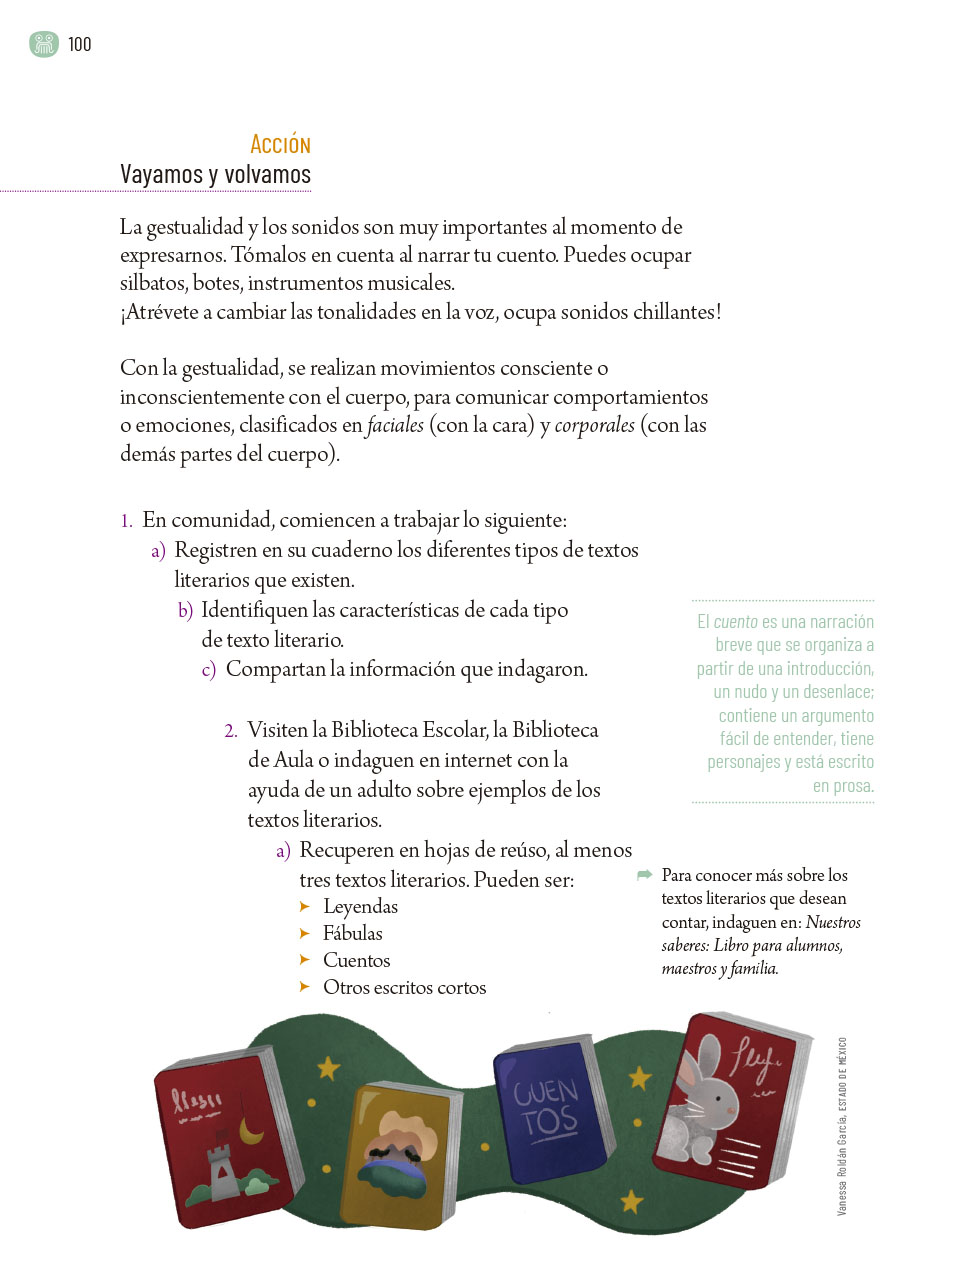 100
Acción
Vayamos y volvamos
La gestualidad y los sonidos son muy importantes al momento de
expresarnos. Tómalos en cuenta al narrar tu cuento. Puedes ocupar
silbatos, botes, instrumentos musicales.
¡Atrévete a cambiar las tonalidades en la voz, ocupa sonidos chillantes!
Con la gestualidad, se realizan movimientos consciente o
inconscientemente con el cuerpo, para comunicar comportamientos
o emociones, clasificados en faciales (con la cara) y corporales (con las
demás partes del cuerpo).
1. En comunidad, comiencen a trabajar lo siguiente:
a) Registren en su cuaderno los diferentes tipos de textos
literarios que existen.
b) Identifiquen las características de cada tipo
de texto literario.
c) Compartan la información que indagaron.
2. Visiten la Biblioteca Escolar, la Biblioteca
de Aula o indaguen en internet con la
ayuda de un adulto sobre ejemplos de los
textos literarios.
a) Recuperen en hojas de reúso, al menos
tres textos literarios. Pueden ser:
➤ Leyendas
➤ Fábulas
➤ Cuentos
➤ Otros escritos cortos
El cuento es una narración
breve que se organiza a
partir de una introducción,
un nudo y un desenlace;
contiene un argumento
fácil de entender, tiene
personajes y está escrito
en prosa.
Para conocer más sobre los
textos literarios que desean
contar, indaguen en: Nuestros
saberes: Libro para alumnos,
maestros y familia.
CUEN
TOS
Vanessa Roldán García, ESTADO DE MÉXICO